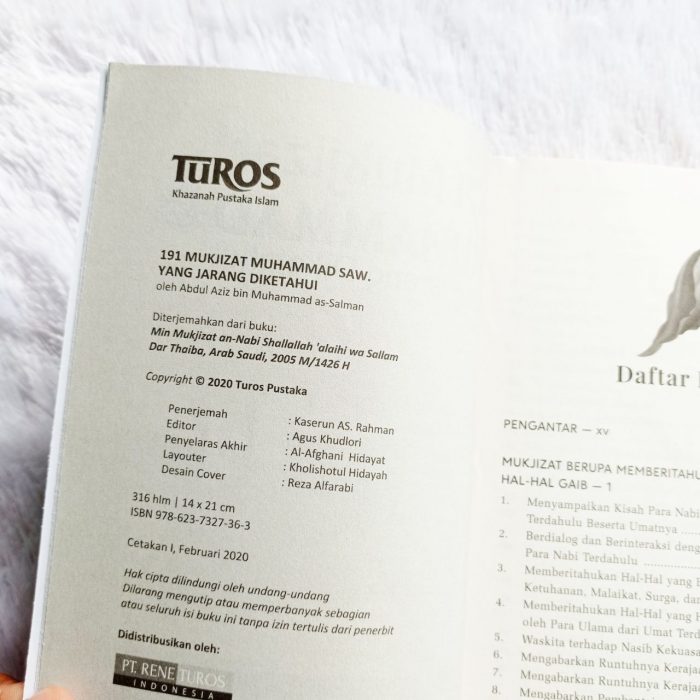 TUROS
Khazanah Pustaka Islam
191 MUKJIZAT MUHAMMAD SAW.
YANG JARANG DIKETAHUI
oleh Abdul Aziz bin Muhammad as-Salman
Diterjemahkan dari buku:
Min Mukjizat an-Nabi Shallallah 'alaihi wa Sallam
Dar Thaiba, Arab Saudi, 2005 M/1426 H
Copyright © 2020 Turos Pustaka
Penerjemah : Kaserun AS. Rahman
Editor : Agus Khudlori
Penyelaras Akhir : Al-Afghani Hidayat
Layouter : Kholishotul Hidayah
Desain Cover : Reza Alfarabi
316 hlm | 14 x 21 cm
ISBN 978-623-7327-36-3
Cetakan I, Februari 2020
Hak cipta dilindungi oleh undang-undang
Dilarang mengutip atau memperbanyak sebagian
atau seluruh isi buku ini tanpa izin tertulis dari penerbit
Didistribusikan oleh:
PT. RENE TUROS
INDONESIA
Daftar
PENGANTAR — xv
MUKJIZAT BERUPA MEMBERITAHU
HAL-HAL GAIB — 1
1. Menyampaikan Kisah Para Nabi
Terdahulu Beserta Umatnya
2. Berdialog dan Berinteraksi deng
Para Nabi Terdahulu
3. Memberitahukan Hal-Hal yang
Ketuhanan, Malaikat, Surga, da
4. Memberitahukan Hal-Hal yang
oleh Para Ulama dari Umat Terd
5. Waskita terhadap Nasib Kekuasa
6. Mengabarkan Runtuhnya Keraja
7. Mengabarkan Runtuhnya Keraja
8.